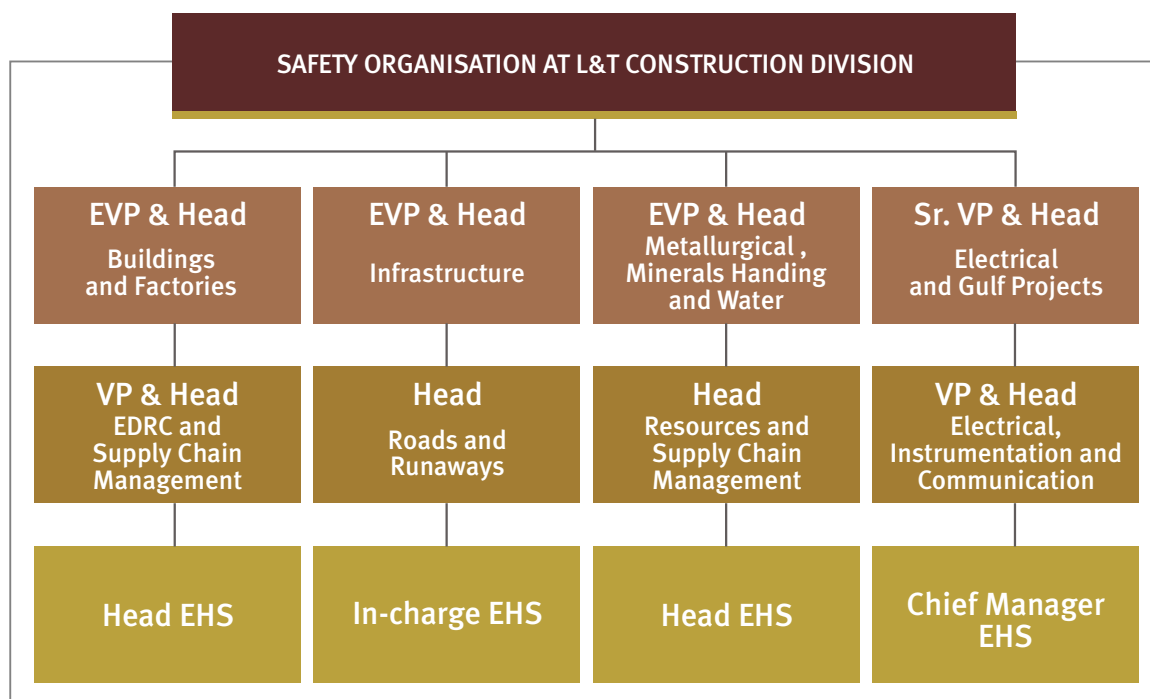 SAFETY ORGANISATION AT L&T CONSTRUCTION DIVISION
EVP & Head
Buildings
and Factories
EVP & Head
Infrastructure
EVP & Head
Metallurgical ,
Minerals Handing
and Water
Sr. VP & Head
Electrical
and Gulf Projects
VP & Head
EDRC and
Supply Chain
Management
Head
Roads and
Runaways
Head
Resources and
Supply Chain
Management
VP & Head
Electrical,
Instrumentation and
Communication
Head EHS
In-charge EHS
Head EHS
Chief Manager
EHS